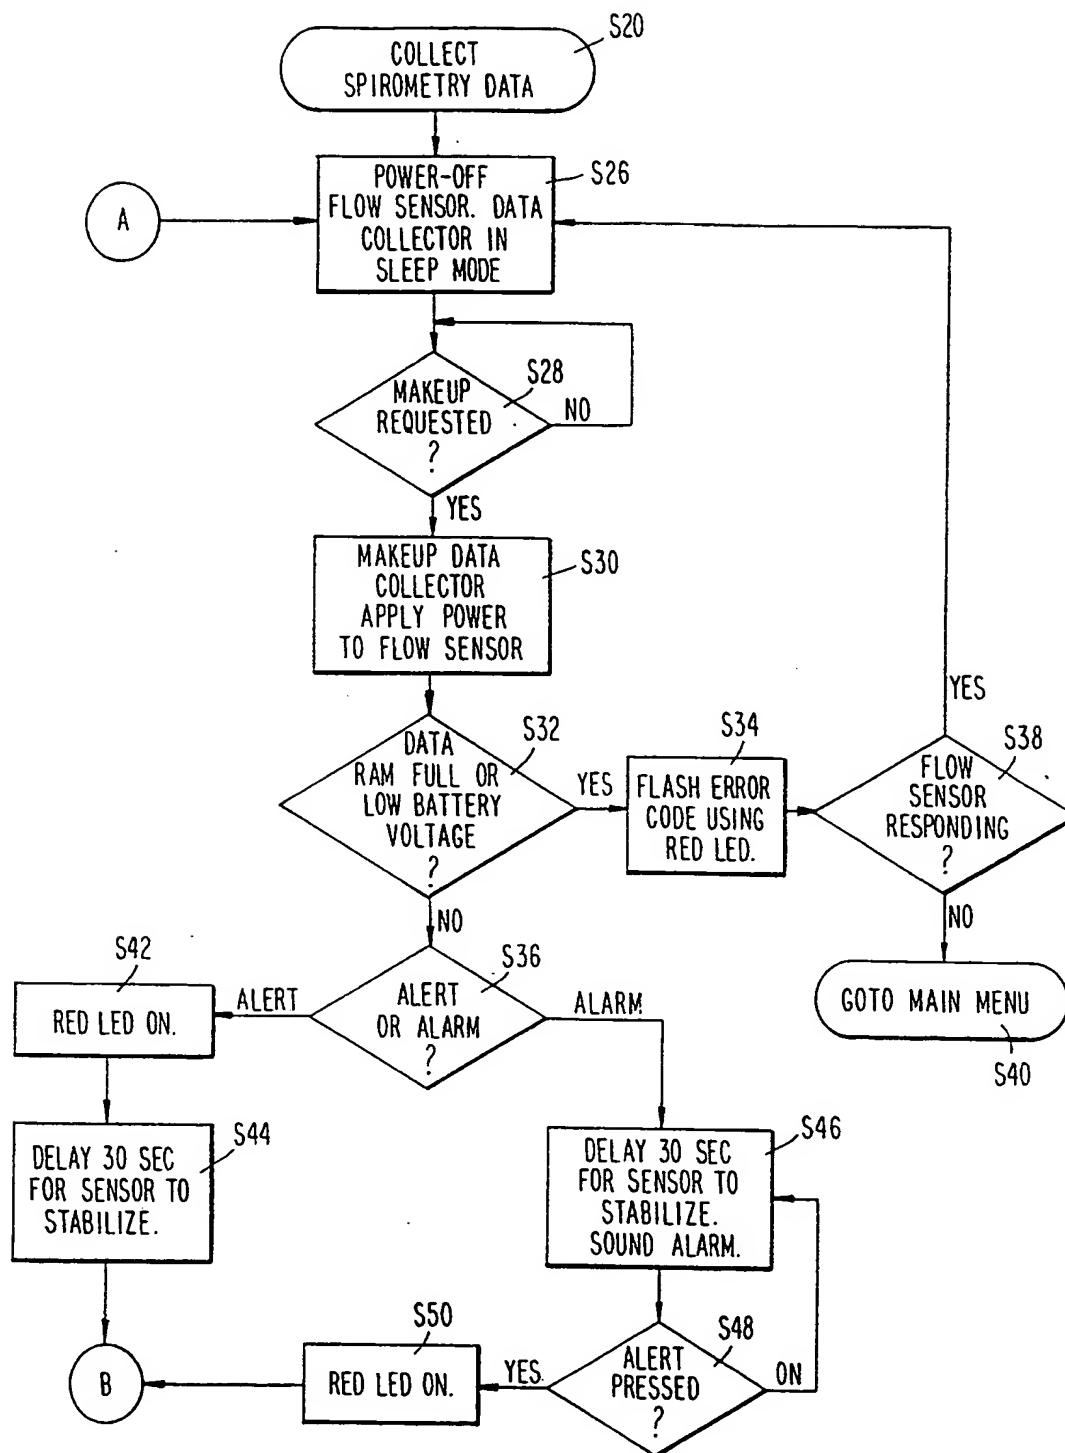 S20
COLLECT
SPIROMETRY DATA
S26
POWER-OFF
FLOW SENSOR. DATA
COLLECTOR IN
SLEEP MODE
A
S28
MAKEUP
REQUESTED
?
NO
YES
S30
MAKEUP DATA
COLLECTOR
APPLY POWER
TO FLOW SENSOR
S32
DATA
RAM FULL OR
LOW BATTERY
VOLTAGE
?
YES
S34
FLASH ERROR
CODE USING
RED LED.
YES
S38
FLOW
SENSOR
RESPONDING
?
NO
GOTO MAIN MENU
S40
NO
S36
ALERT
OR ALARM
?
ALERT
ALARM
S42
RED LED ON.
S44
DELAY 30 SEC
FOR SENSOR TO
STABILIZE.
S46
DELAY 30 SEC
FOR SENSOR TO
STABILIZE.
SOUND ALARM.
S48
ALERT
PRESSED
?
ON
YES.
S50
RED LED ON.
B